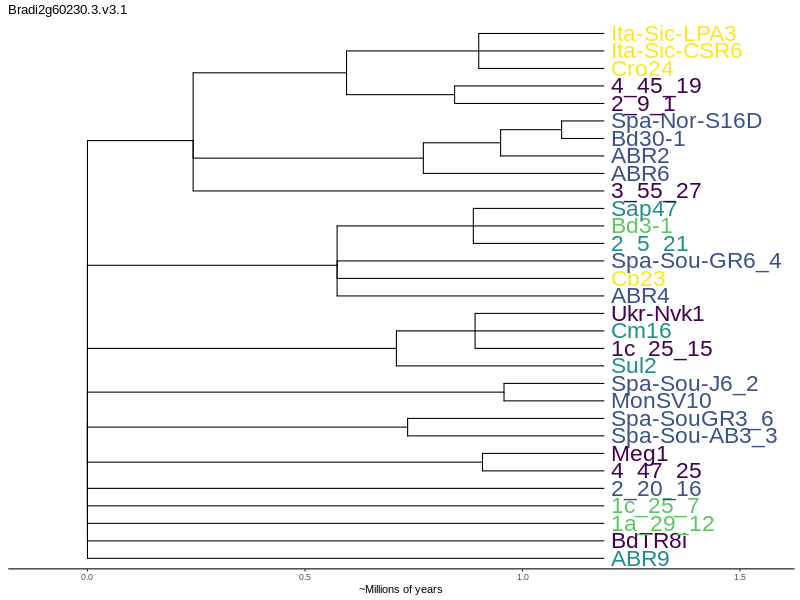 Bradi2g60230.3.v3.1
Ita-Sic-LPA3
Ita-Sic-CSR6
Cro24
4_45_19
2_9_1
Spa-Nor-S16D
Bd30-1
ABR2
ABR6
3_55_27
Sap47
Bd3-1
2_5_21
Spa-Sou-GR6_4
Cp23
ABR4
Ukr-Nvk1
Cm16
1c_25_15
Sul2
Spa-Sou-J6_2
MonSV10
Spa-SouGR3_6
Spa-Sou-AB3_3
Meg1
4_47_25
2_20_16
1c_25_7
1a_29_12
BdTR8i
ABR9
0.0 0.5 1.0 1.5
~Millions of years